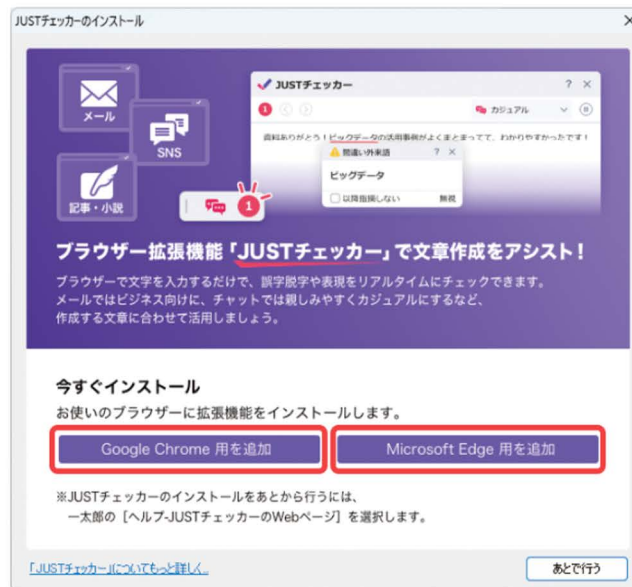 JUSTチェッカーのインストール
メール
SNS
記事・小説
1
JUSTチェッカー
? ×
1
カジュアル
資料ありがとう！ビックデータの活用事例がよくまとまってて、わかりやすかったです！
間違い外来語
? ×
ビッグデータ
以降指摘しない 無視
ブラウザー拡張機能「JUSTチェッカー」で文章作成をアシスト！
ブラウザーで文字を入力するだけで、誤字脱字や表現をリアルタイムにチェックできます。
メールではビジネス向けに、チャットでは親しみやすくカジュアルにするなど、
作成する文章に合わせて活用しましょう。
今すぐインストール
お使いのブラウザーに拡張機能をインストールします。
Google Chrome 用を追加
Microsoft Edge 用を追加
※JUSTチェッカーのインストールをあとから行うには、
一太郎の［ヘルプ-JUSTチェッカーのWebページ］を選択します。
「JUSTチェッカー」についてもっと詳しく...
あとで行う